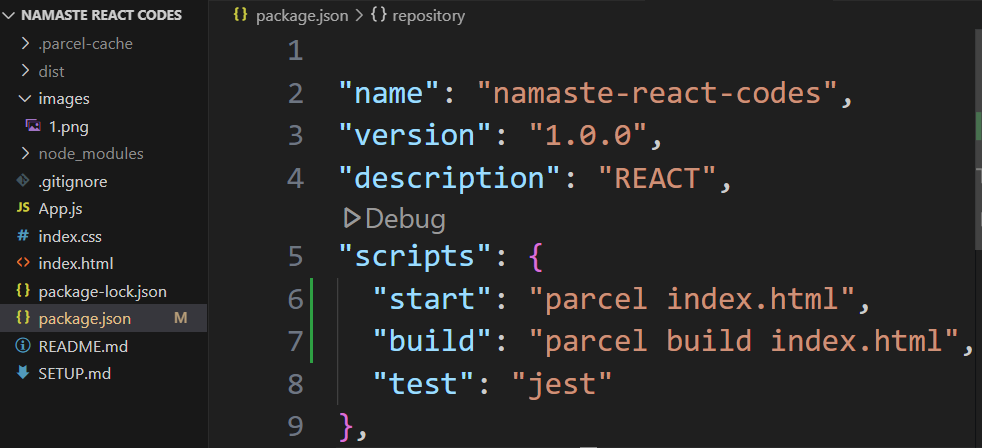 NAMASTE REACT CODES
.parcel-cache
dist
images
1.png
node_modules
.gitignore
JS App.js
# index.css
<> index.html
{} package-lock.json
{} package.json M
README.md
SETUP.md
{} package.json > {} repository
1
2 "name": "namaste-react-codes",
3 "version": "1.0.0",
4 "description": "REACT",
Debug
5 "scripts": {
6 "start": "parcel index.html",
7 "build": "parcel build index.html",
8 "test": "jest"
9 },